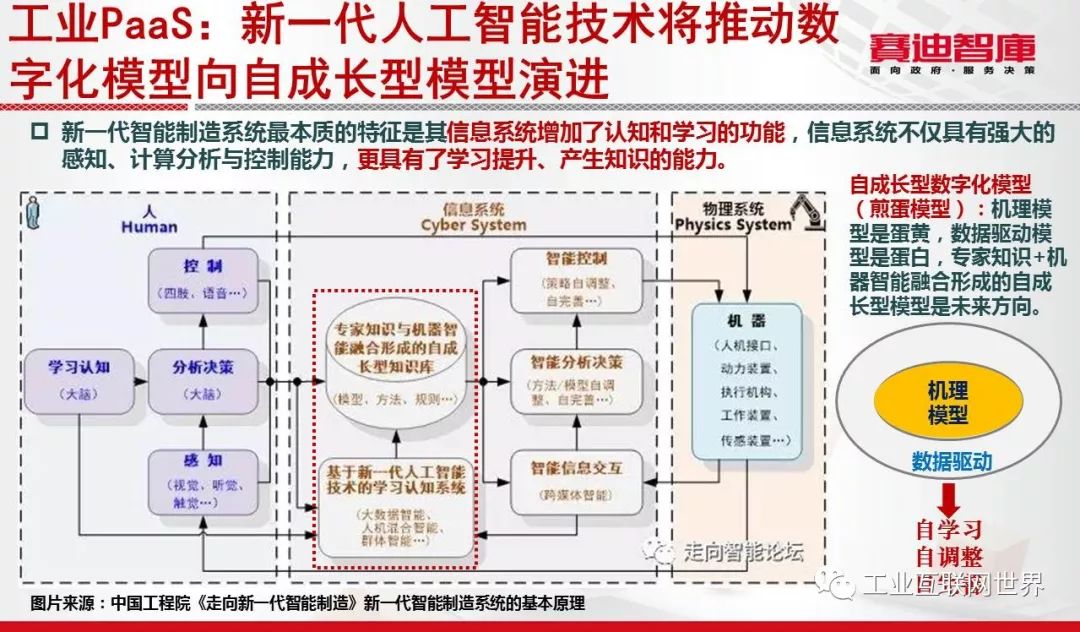 工业PaaS：新一代人工智能技术将推动数
字化模型向自成长型模型演进
赛迪智库
面向政府·服务决策
新一代智能制造系统最本质的特征是其信息系统增加了认知和学习的功能，信息系统不仅具有强大的
感知、计算分析与控制能力，更具有了学习提升、产生知识的能力。
人
Human
控制
（四肢、语音…）
学习认知
（大脑）
分析决策
（大脑）
感知
（视觉、听觉、
触觉…）
信息系统
Cyber System
专家知识与机器智
能融合形成的自成
长型知识库
（模型、方法、规则…）
基于新一代人工智能
技术的学习认知系统
（大数据智能、
人机混合智能、
群体智能…）
智能控制
（策略自调整、
自完善…）
智能分析决策
（方法/模型自调
整、自完善…）
智能信息交互
（跨媒体智能）
物理系统
Physics System
机器
（人机接口、
动力装置、
执行机构、
工作装置、
传感装置…）
自成长型数字化模型
（煎蛋模型）：机理模
型是蛋黄，数据驱动模
型是蛋白，专家知识+机
器智能融合形成的自成
长型模型是未来方向。
机理
模型
数据驱动
自学习
自调整
走向智能论坛
工业互联网世界
图片来源：中国工程院《走向新一代智能制造》新一代智能制造系统的基本原理